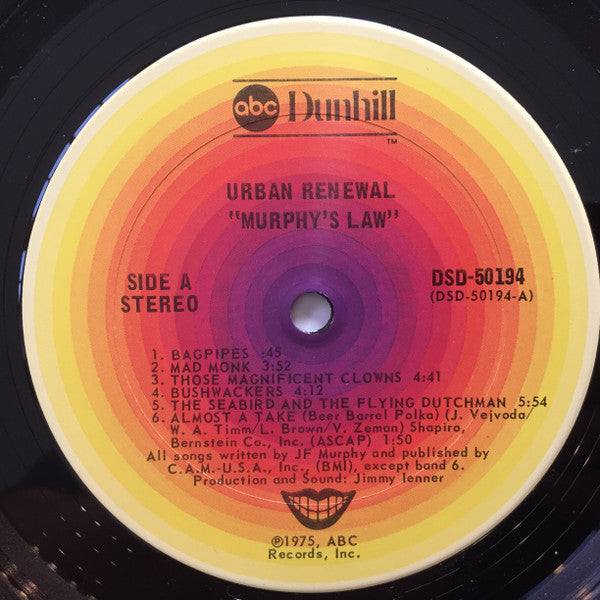 abc Dunhill
TM
URBAN RENEWAL
"MURPHY'S LAW"
SIDE A
STEREO
DSD-50194
(DSD-50194-A)
1. BAGPIPES :45
2. MAD MONK 3:52
3. THOSE MAGNIFICENT CLOWNS 4:41
4. BUSHWACKERS 4:12
5. THE SEABIRD AND THE FLYING DUTCHMAN 5:54
6. ALMOST A TAKE (Beer Barrel Polka) (J. Vejvoda/
W. A. Timm/L. Brown/V. Zeman) Shapiro,
Bernstein Co., Inc. (ASCAP) 1:50
All songs written by JF Murphy and published by
C.A.M.-U.S.A., Inc., (BMI), except band 6.
Production and Sound: Jimmy Ienner
℗1975, ABC
Records, Inc.